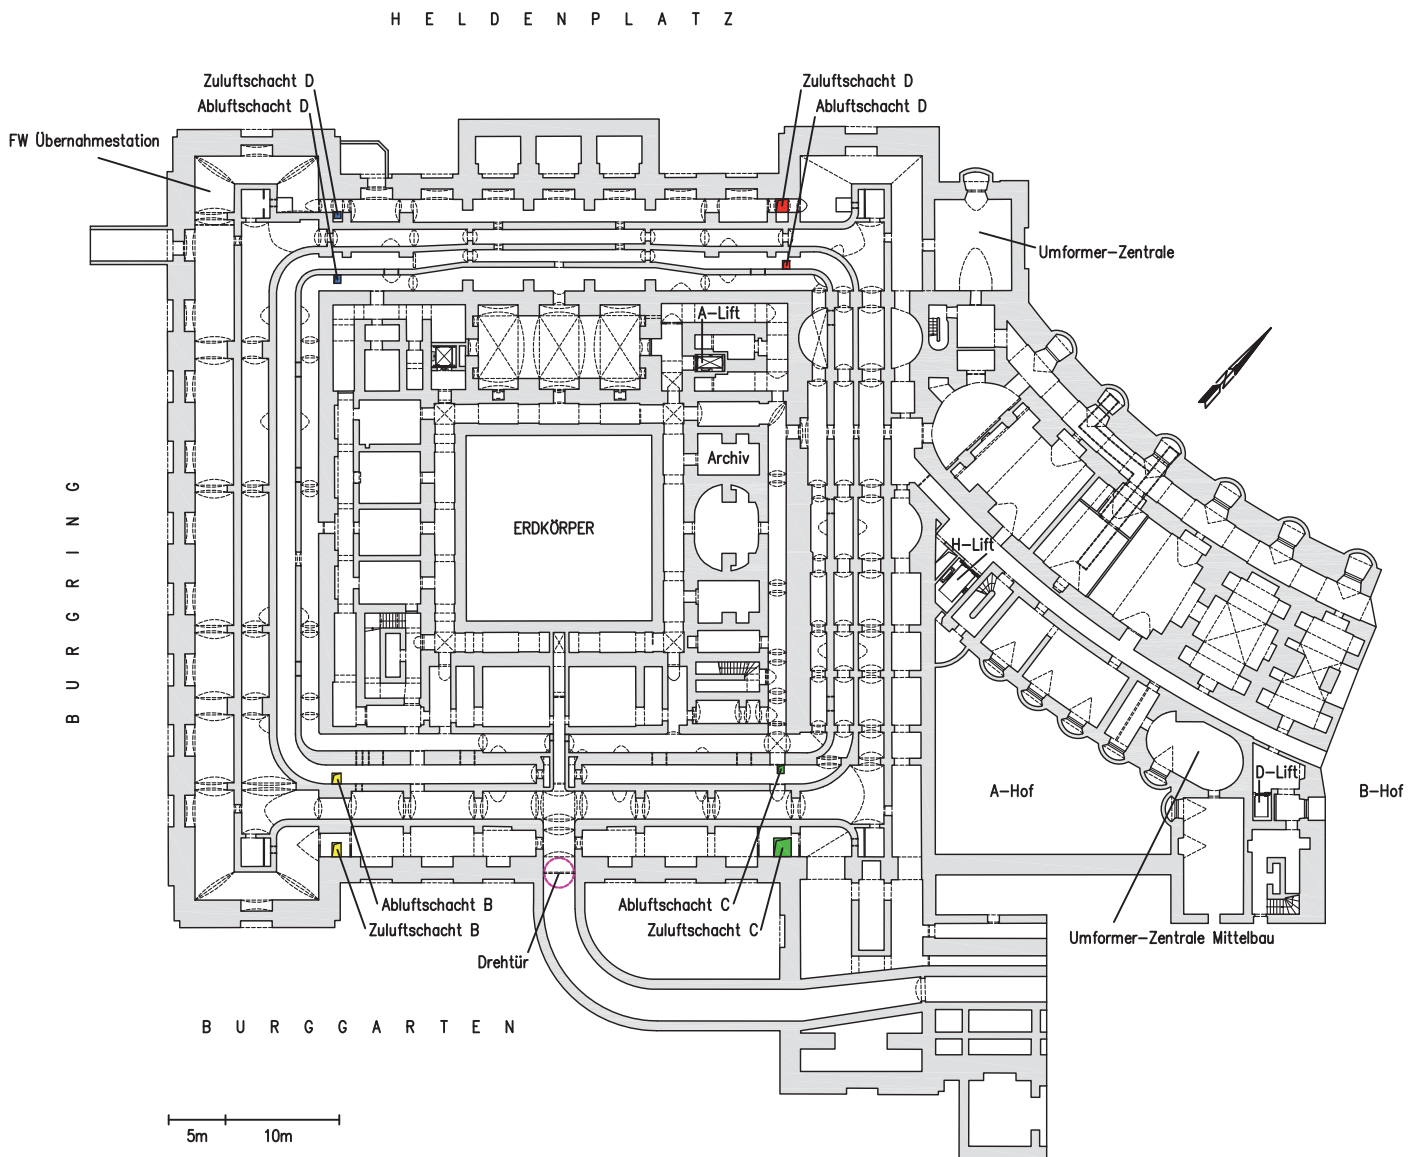 HELDENPLATZ
Zuluftschacht D
Abluftschacht D
Zuluftschacht D
Abluftschacht D
FW Übernahmestation
Umformer-Zentrale
A-Lift
N
Archiv
ERDKÖRPER
H-Lift
BURGRING
D-Lift
A-Hof
B-Hof
Abluftschacht B
Zuluftschacht B
Abluftschacht C
Zuluftschacht C
Drehtür
Umformer-Zentrale Mittelbau
BURGGARTEN
5m
10m